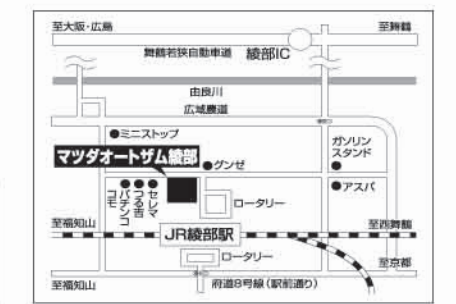 至大阪・広島
至舞鶴
舞鶴若狭自動車道
綾部IC
由良川
広域農道
●ミニストップ
ガソリン
スタンド
マツダオートザム綾部
●グンゼ
●アスパ
●セレマ
●つる吉
●パチンコ
コモ
ロータリー
至福知山
至西舞鶴
JR綾部駅
ロータリー
至京都
至福知山
府道8号線(駅前通り)